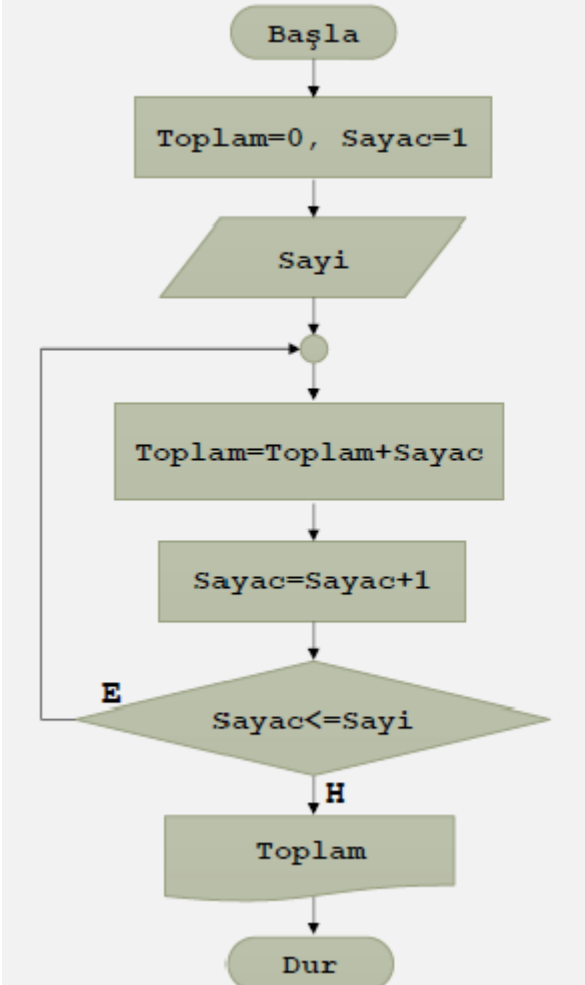 Başla
Toplam=0, Sayac=1
Sayi
Toplam=Toplam+Sayac
Sayac=Sayac+1
E
Sayac<=Sayi
H
Toplam
Dur